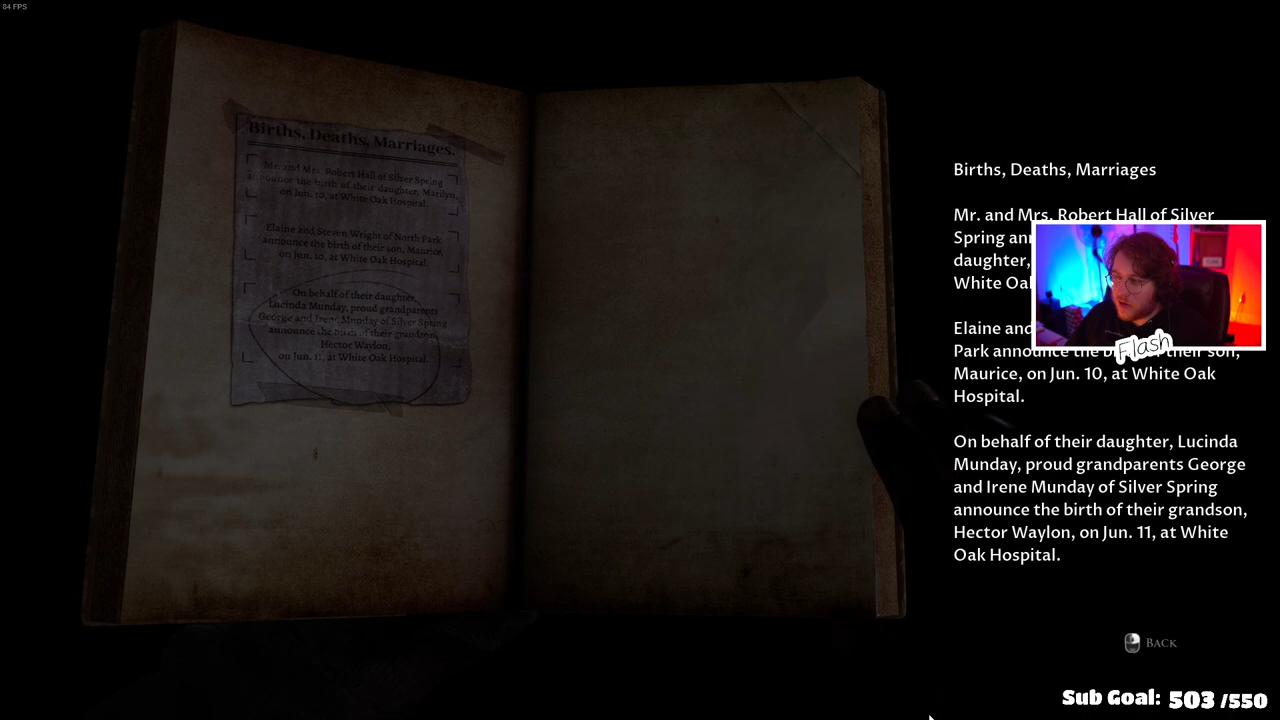 84 FPS
Births, Deaths, Marriages.
Mr. and Mrs. Robert Hall of Silver Spring
announce the birth of their daughter, Marilyn,
on Jun. 10, at White Oak Hospital.
Elaine and Steven Wright of North Park
announce the birth of their son, Maurice,
on Jun. 10, at White Oak Hospital.
On behalf of their daughter,
Lucinda Munday, proud grandparents
George and Irene Munday of Silver Spring
announce the birth of their grandson,
Hector Waylon,
on Jun. 11, at White Oak Hospital.
Births, Deaths, Marriages
Mr. and Mrs. Robert Hall of Silver
Spring
daughter,
White
Elaine and
Park announce the their son,
Maurice, on Jun. 10, at White Oak
Hospital.
On behalf of their daughter, Lucinda
Munday, proud grandparents George
and Irene Munday of Silver Spring
announce the birth of their grandson,
Hector Waylon, on Jun. 11, at White
Oak Hospital.
Flash
BACK
Sub Goal: 503 /550